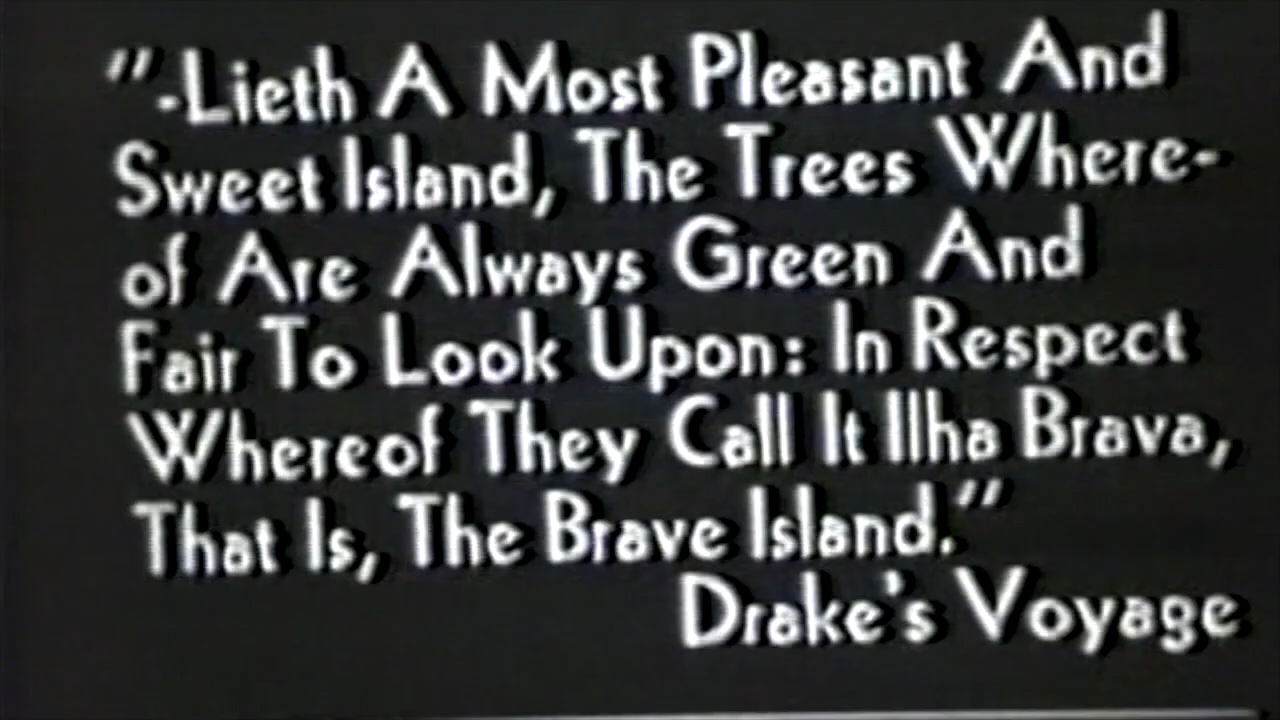 "-Lieth A Most Pleasant And
Sweet Island, The Trees Where-
of Are Always Green And
Fair To Look Upon: In Respect
Whereof They Call It Ilha Brava,
That Is, The Brave Island."
Drake's Voyage